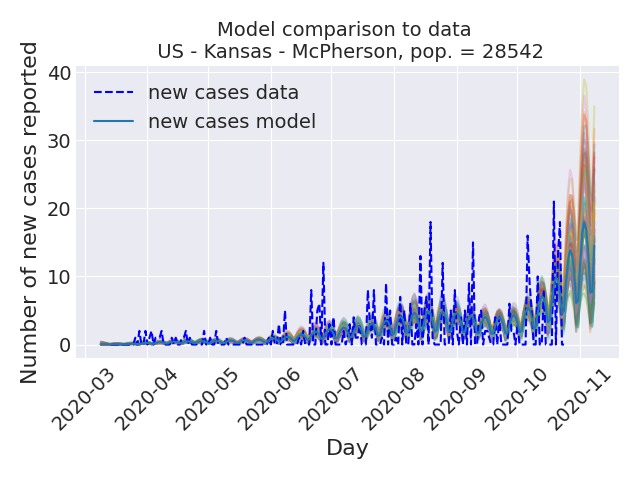 Model comparison to data
US - Kansas - McPherson, pop. = 28542
Number of new cases reported
40
30
20
10
0
new cases data
new cases model
2020-03
2020-04
2020-05
2020-06
2020-07
2020-08
2020-09
2020-10
2020-11
Day